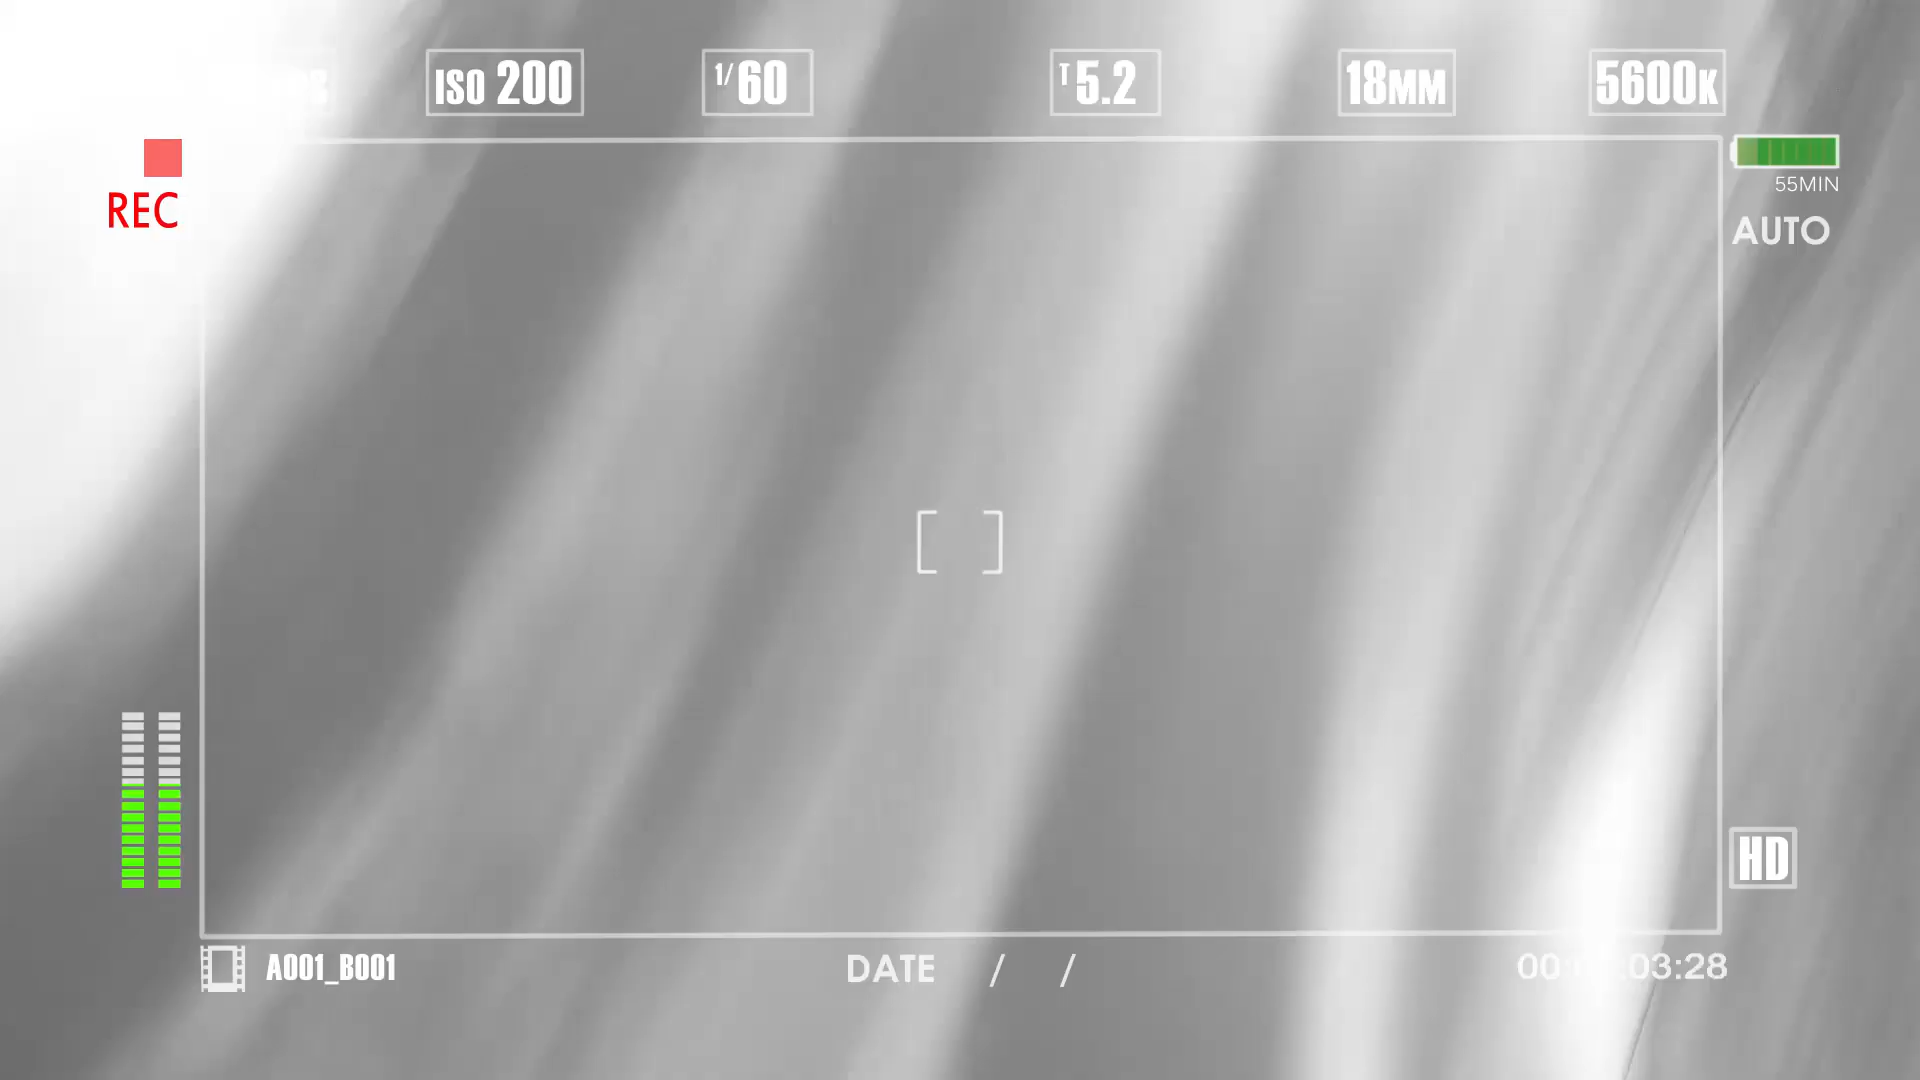 ISO 200
1/60
T5.2
18MM
5600K
REC
55MIN
AUTO
HD
A001_B001
DATE / /
03:28